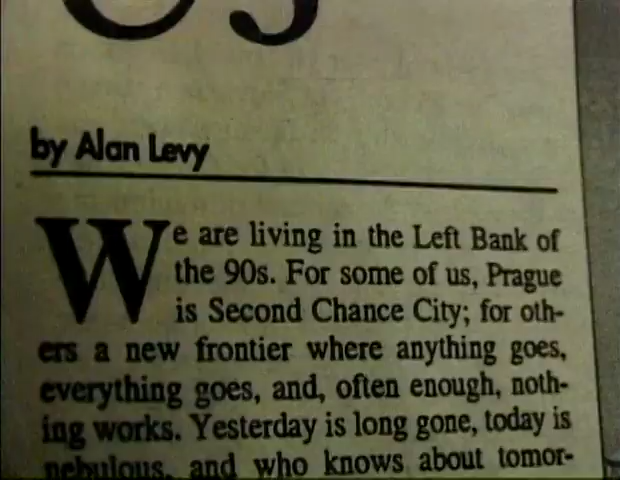 by Alan Levy
We are living in the Left Bank of
the 90s. For some of us, Prague
is Second Chance City; for oth-
ers a new frontier where anything goes,
everything goes, and, often enough, noth-
ing works. Yesterday is long gone, today is
nebulous, and who knows about tomor-